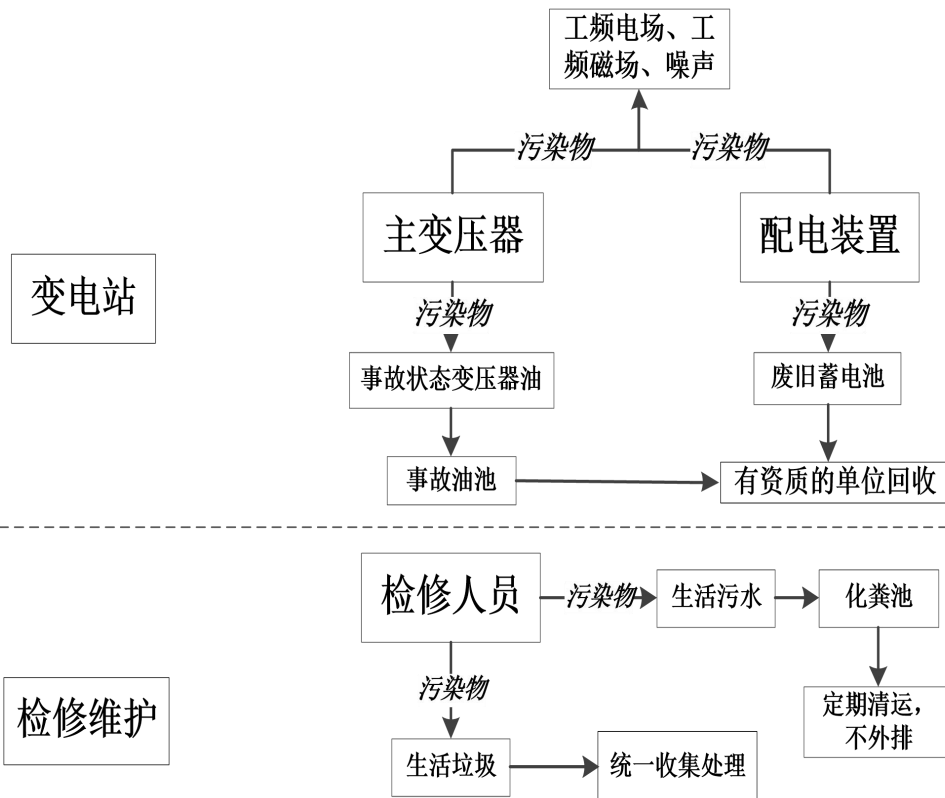 工频电场、工
频磁场、噪声
污染物
污染物
主变压器
配电装置
变电站
污染物
污染物
事故状态变压器油
废旧蓄电池
事故油池
有资质的单位回收
检修人员
污染物
生活污水
化粪池
污染物
检修维护
定期清运，
不外排
生活垃圾
统一收集处理